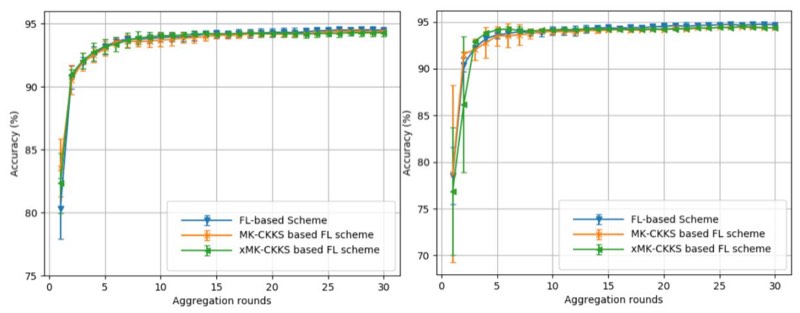 95
90
85
80
75
Accuracy (%)
0
5
10
15
20
25
30
Aggregation rounds
FL-based Scheme
MK-CKKS based FL scheme
xMK-CKKS based FL scheme
95
90
85
80
75
70
Accuracy (%)
0
5
10
15
20
25
30
Aggregation rounds
FL-based Scheme
MK-CKKS based FL scheme
xMK-CKKS based FL scheme